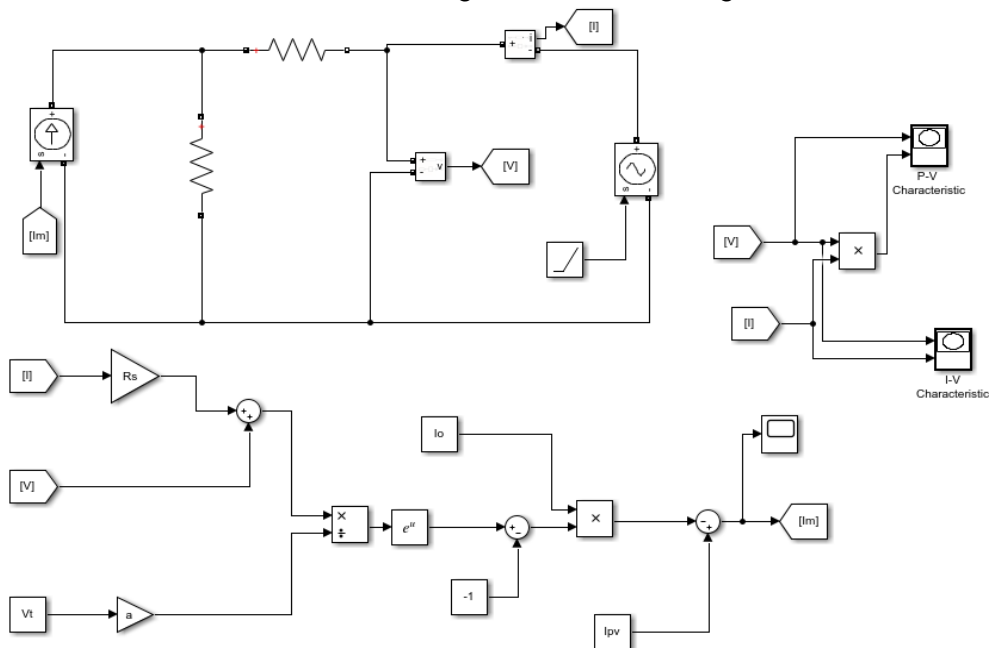 [I]
+
i
-
+
s
-
[Im]
+
-
v
[V]
+
s
-
P-V
Characteristic
[V]
×
[I]
I-V
Characteristic
[I]
Rs
+
+
[V]
Io
×
÷
e^u
+
-
×
-
+
[Im]
-1
Vt
a
Ipv